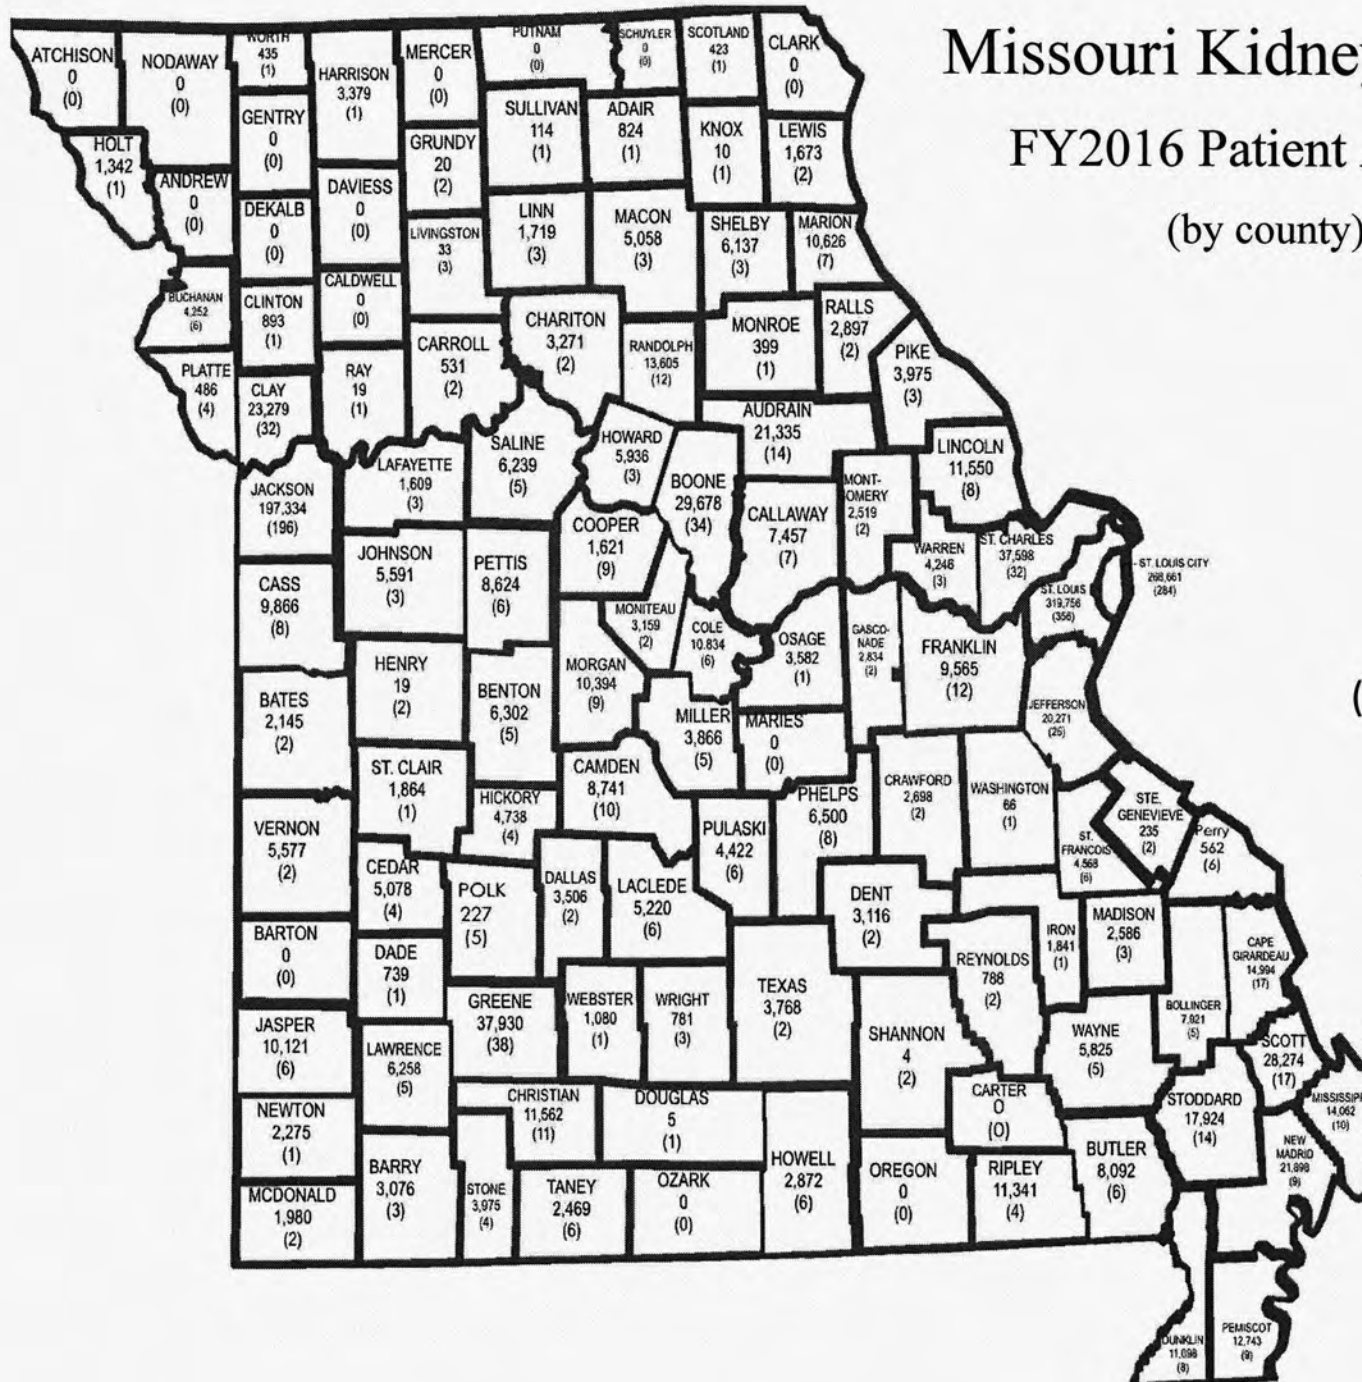 Missouri Kidne
FY2016 Patient
(by county)
ATCHISON
0
(0)
NODAWAY
0
(0)
WORTH
435
(1)
HARRISON
3,379
(1)
MERCER
0
(0)
PUTNAM
0
(0)
SCHUYLER
0
(0)
SCOTLAND
423
(1)
CLARK
0
(0)
HOLT
1,342
(1)
ANDREW
0
(0)
GENTRY
0
(0)
DEKALB
0
(0)
DAVIESS
0
(0)
GRUNDY
20
(2)
SULLIVAN
114
(1)
ADAIR
824
(1)
KNOX
10
(1)
LEWIS
1,673
(2)
LIVINGSTON
33
(3)
LINN
1,719
(3)
MACON
5,058
(3)
SHELBY
6,137
(3)
MARION
10,626
(7)
BUCHANAN
4,252
(6)
CLINTON
893
(1)
CALDWELL
0
(0)
CARROLL
531
(2)
CHARITON
3,271
(2)
RANDOLPH
13,605
(12)
MONROE
399
(1)
RALLS
2,897
(2)
PIKE
3,975
(3)
PLATTE
486
(4)
CLAY
23,279
(32)
RAY
19
(1)
AUDRAIN
21,335
(14)
SALINE
6,239
(5)
HOWARD
5,936
(3)
BOONE
29,678
(34)
LINCOLN
11,550
(8)
LAFAYETTE
1,609
(3)
JACKSON
197,334
(196)
MONT-
GOMERY
2,519
(2)
CALLAWAY
7,457
(7)
COOPER
1,621
(9)
WARREN
4,246
(3)
ST. CHARLES
37,598
(32)
ST. LOUIS CITY
268,661
(284)
ST. LOUIS
319,756
(356)
JOHNSON
5,591
(3)
PETTIS
8,624
(6)
CASS
9,866
(8)
MONITEAU
3,159
(2)
COLE
10.834
(6)
OSAGE
3,582
(1)
GASCO-
NADE
2,834
(2)
FRANKLIN
9,565
(12)
(
HENRY
19
(2)
BENTON
6,302
(5)
MORGAN
10,394
(9)
BATES
2,145
(2)
MILLER
3,866
(5)
MARIES
0
(0)
JEFFERSON
20,271
(25)
ST. CLAIR
1,864
(1)
HICKORY
4,738
(4)
CAMDEN
8,741
(10)
PHELPS
6,500
(8)
CRAWFORD
2,698
(2)
WASHINGTON
66
(1)
STE.
GENEVIEVE
235
(2)
Perry
562
(6)
VERNON
5,577
(2)
PULASKI
4,422
(6)
ST.
FRANCOIS
4,568
(6)
CEDAR
5,078
(4)
POLK
227
(5)
DALLAS
3,506
(2)
LACLEDE
5,220
(6)
DENT
3,116
(2)
BARTON
0
(0)
DADE
739
(1)
IRON
1,841
(1)
MADISON
2,586
(3)
CAPE
GIRARDEAU
14,994
(17)
REYNOLDS
788
(2)
TEXAS
3,768
(2)
GREENE
37,930
(38)
WEBSTER
1,080
(1)
WRIGHT
781
(3)
BOLLINGER
7,021
(5)
JASPER
10,121
(6)
LAWRENCE
6,258
(5)
SHANNON
4
(2)
WAYNE
5,825
(5)
SCOTT
28,274
(17)
CHRISTIAN
11,562
(11)
DOUGLAS
5
(1)
CARTER
0
(0)
STODDARD
17,924
(14)
MISSISSIPP
14,062
(10)
NEWTON
2,275
(1)
BARRY
3,076
(3)
STONE
3,975
(4)
TANEY
2,469
(6)
OZARK
0
(0)
HOWELL
2,872
(6)
OREGON
0
(0)
RIPLEY
11,341
(4)
BUTLER
8,092
(6)
NEW
MADRID
21,898
(9)
MCDONALD
1,980
(2)
DUNKLIN
11,098
(8)
PEMISCOT
12,743
(9)